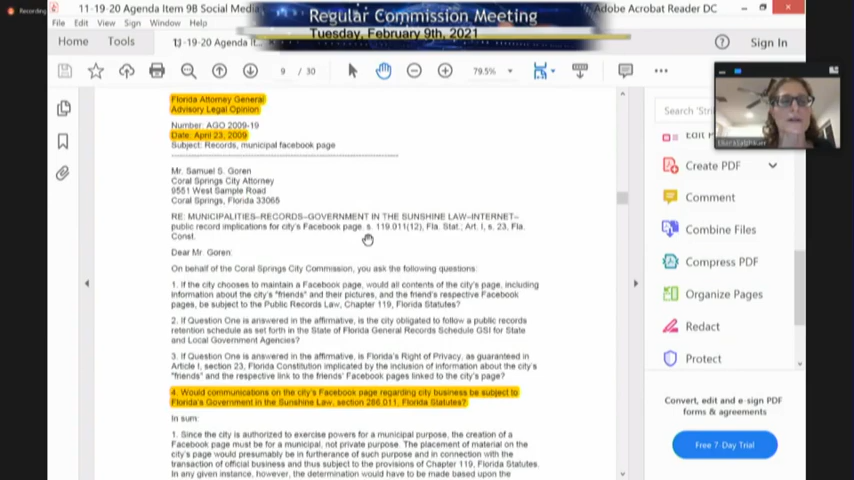 Recording
11-19-20 Agenda Item 9B Social Media
Adobe Acrobat Reader DC
Regular Commission Meeting
Tuesday, February 9th, 2021
File Edit View Sign Window Help
Home Tools
11-19-20 Agenda It...
Sign In
9 / 30
79.5%
Florida Attorney General
Advisory Legal Opinion
Number: AGO 2009-19
Date: April 23, 2009
Subject: Records, municipal facebook page
Mr. Samuel S. Goren
Coral Springs City Attorney
9551 West Sample Road
Coral Springs, Florida 33065
RE: MUNICIPALITIES–RECORDS–GOVERNMENT IN THE SUNSHINE LAW–INTERNET–
public record implications for city's Facebook page. s. 119.011(12), Fla. Stat.; Art. I, s. 23, Fla.
Const.
Dear Mr. Goren:
On behalf of the Coral Springs City Commission, you ask the following questions:
1. If the city chooses to maintain a Facebook page, would all contents of the city's page, including
information about the city's "friends" and their pictures, and the friend's respective Facebook
pages, be subject to the Public Records Law, Chapter 119, Florida Statutes?
2. If Question One is answered in the affirmative, is the city obligated to follow a public records
retention schedule as set forth in the State of Florida General Records Schedule GSI for State
and Local Government Agencies?
3. If Question One is answered in the affirmative, is Florida's Right of Privacy, as guaranteed in
Article I, section 23, Florida Constitution implicated by the inclusion of information about the city's
"friends" and the respective link to the friends' Facebook pages linked to the city's page?
4. Would communications on the city's Facebook page regarding city business be subject to
Florida's Government in the Sunshine Law, section 286.011, Florida Statutes?
In sum:
1. Since the city is authorized to exercise powers for a municipal purpose, the creation of a
Facebook page must be for a municipal, not private purpose. The placement of material on the
city's page would presumably be in furtherance of such purpose and in connection with the
transaction of official business and thus subject to the provisions of Chapter 119, Florida Statutes.
In any given instance, however, the determination would have to be made based upon the
Search
Edit PDF
Create PDF
Comment
Combine Files
Compress PDF
Organize Pages
Redact
Protect
Convert, edit and e-sign PDF
forms & agreements
Free 7-Day Trial